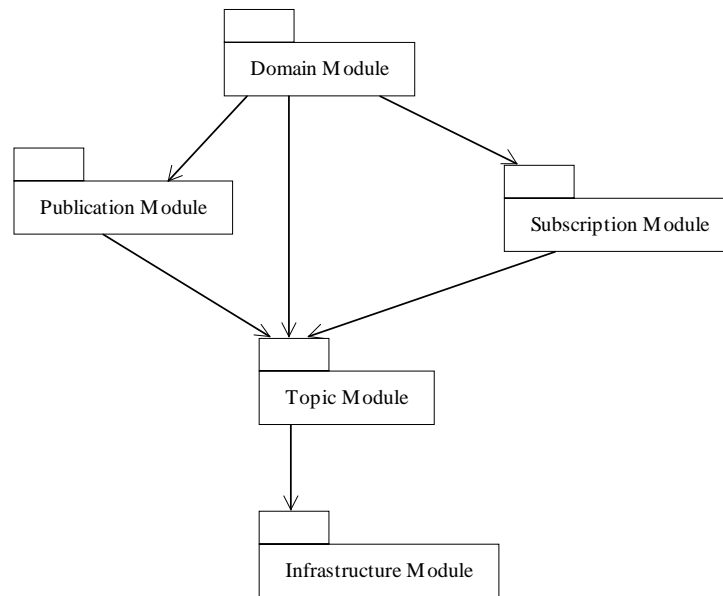 Domain Module
Publication Module
Subscription Module
Topic Module
Infrastructure Module